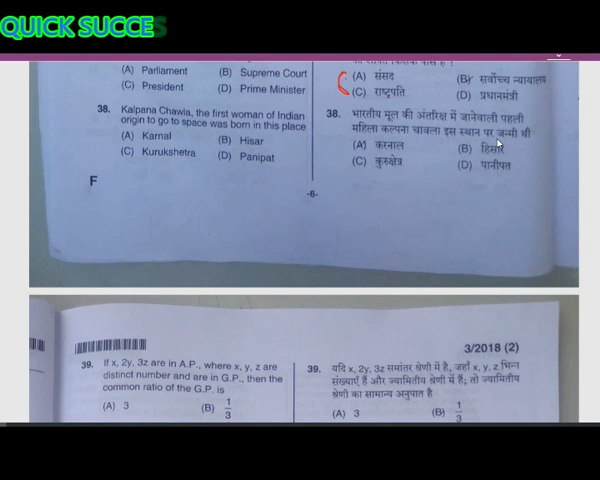 QUICK SUCCES
(A) Parliament (B) Supreme Court
(C) President (D) Prime Minister
38. Kalpana Chawla, the first woman of Indian
origin to go to space was born in this place
(A) Karnal (B) Hisar
(C) Kurukshetra (D) Panipat
F
(A) संसद (B) सर्वोच्च न्यायालय
(C) राष्ट्रपति (D) प्रधानमंत्री
38. भारतीय मूल की अंतरिक्ष में जानेवाली पहली
महिला कल्पना चावला इस स्थान पर जन्मी थी
(A) करनाल (B) हिसार
(C) कुरुक्षेत्र (D) पानीपत
-6-
3/2018 (2)
39. If x, 2y, 3z are in A.P., where x, y, z are
distinct number and are in G.P., then the
common ratio of the G.P. is
(A) 3 (B) 1/3
39. यदि x, 2y, 3z समांतर श्रेणी में है, जहाँ x, y, z भिन्न
संख्याएँ हैं और ज्यामितीय श्रेणी में हैं; तो ज्यामितीय
श्रेणी का सामान्य अनुपात है
(A) 3 (B) 1/3